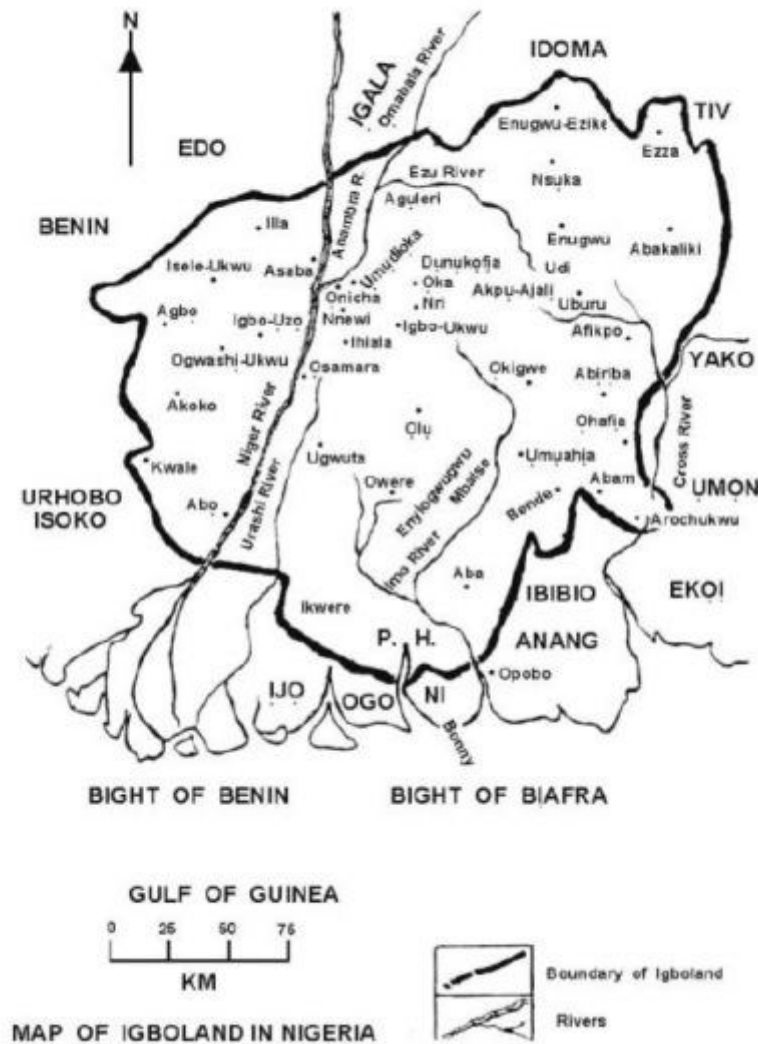 N
IDOMA
IGALA
Omabala River
TIV
Enugwu-Ezike
EDO
Ezza
Ezu River
Nsuka
Anambra R.
Aguleri
BENIN
Illa
Enugwu
Abakaliki
Isele-Ukwu
Asaba
Umudioka
Dunukofia
Udi
Onicha
Oka
Akpu-Ajali
Uburu
Agbo
Igbo-Uzo
Nnewi
Nri
Igbo-Ukwu
Afikpo
Ihiala
Ogwashi-Ukwu
Osamara
Okigwe
YAKO
Abiriba
Akoko
Niger River
Olu
Ohafia
Cross River
Ugwuta
Umuahia
Kwale
Owere
Enyiogwugwu
Mbaise
Abam
UMON
URHOBO
ISOKO
Abo
Urashi River
Bende
Arochukwu
Imo River
Aba
IBIBIO
EKOI
Ikwere
P. H.
ANANG
Opobo
IJO
OGO
NI
Bonny
BIGHT OF BENIN
BIGHT OF BIAFRA
GULF OF GUINEA
0 25 50 75
KM
Boundary of Igboland
Rivers
MAP OF IGBOLAND IN NIGERIA